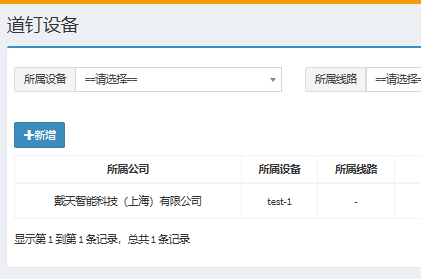 道钉设备
所属设备 ==请选择== 所属线路 ==请选择
新增
所属公司 所属设备 所属线路
戴天智能科技（上海）有限公司 test-1 -
显示第 1 到第 1 条记录，总共 1 条记录